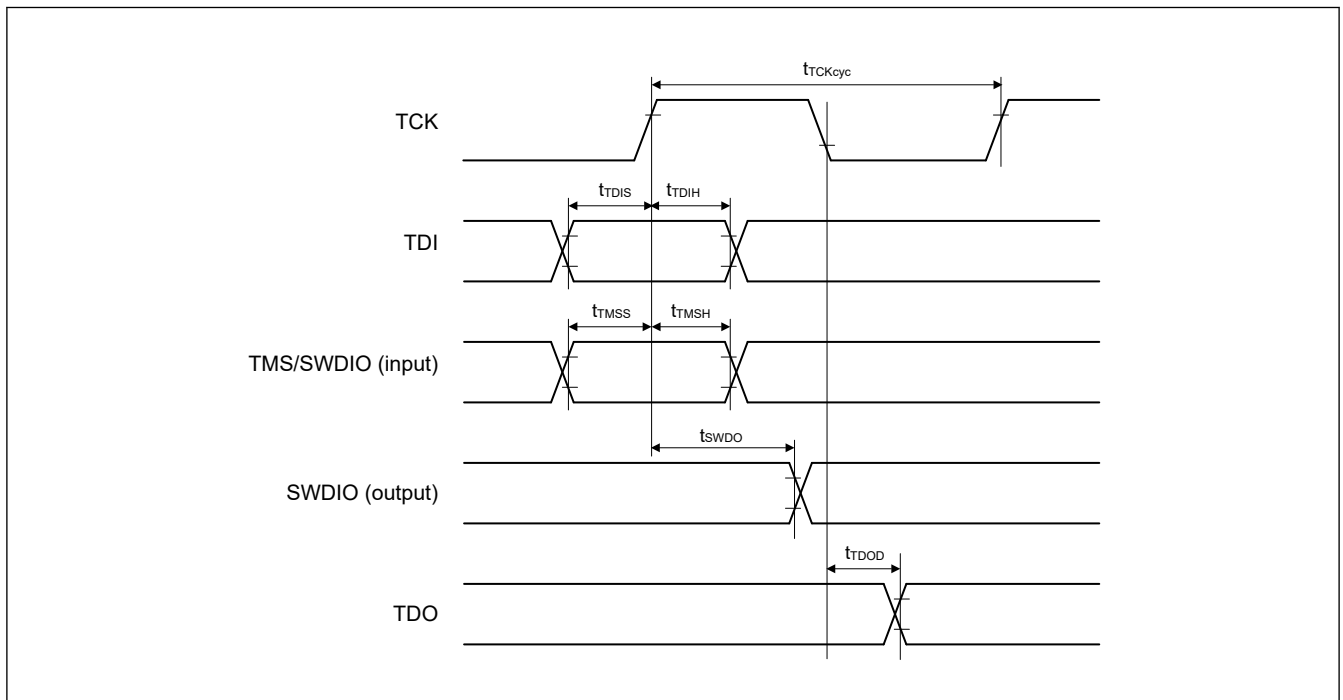 tTCKcyc
TCK
tTDIS tTDIH
TDI
tTMSS tTMSH
TMS/SWDIO (input)
tSWDO
SWDIO (output)
tTDOD
TDO